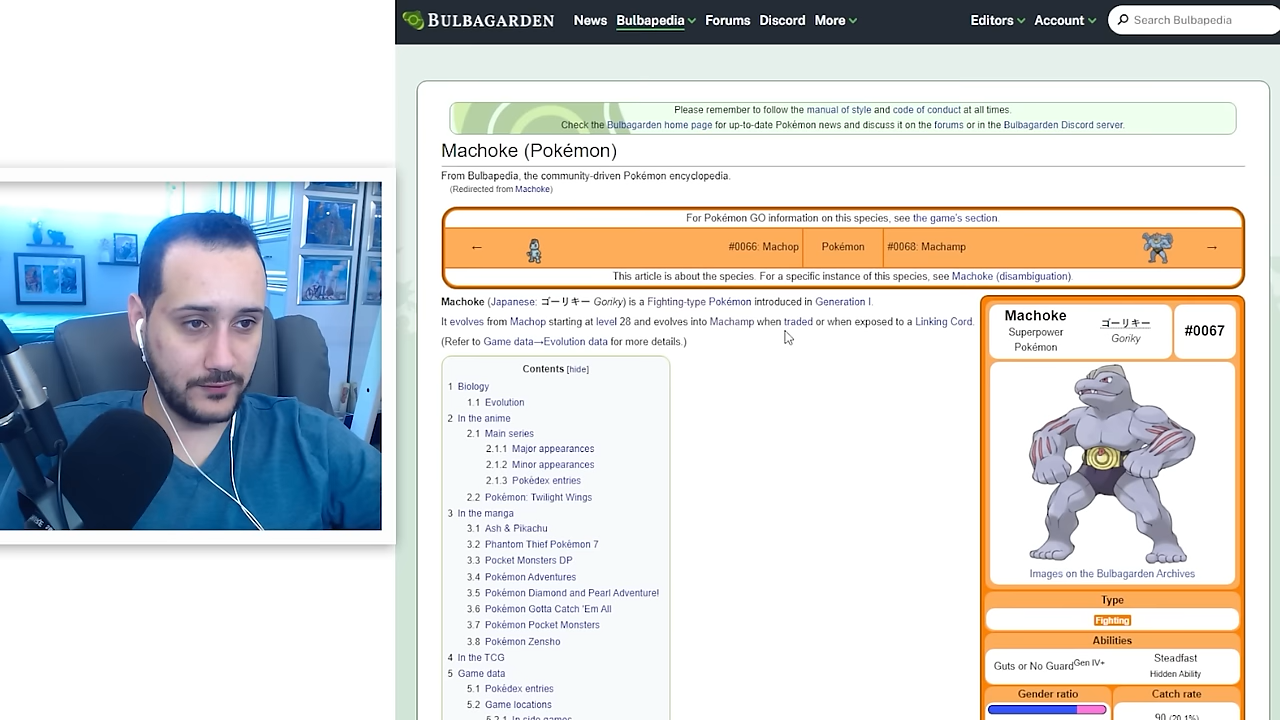 BULBAGARDEN News Bulbapedia Forums Discord More Editors Account Search Bulbapedia
Please remember to follow the manual of style and code of conduct at all times.
Check the Bulbagarden home page for up-to-date Pokémon news and discuss it on the forums or in the Bulbagarden Discord server.
Machoke (Pokémon)
From Bulbapedia, the community-driven Pokémon encyclopedia.
(Redirected from Machoke)
For Pokémon GO information on this species, see the game's section.
← #0066: Machop Pokémon #0068: Machamp →
This article is about the species. For a specific instance of this species, see Machoke (disambiguation).
Machoke (Japanese: ゴーリキー Goriky) is a Fighting-type Pokémon introduced in Generation I.
It evolves from Machop starting at level 28 and evolves into Machamp when traded or when exposed to a Linking Cord.
(Refer to Game data→Evolution data for more details.)
Contents [hide]
1 Biology
1.1 Evolution
2 In the anime
2.1 Main series
2.1.1 Major appearances
2.1.2 Minor appearances
2.1.3 Pokédex entries
2.2 Pokémon: Twilight Wings
3 In the manga
3.1 Ash & Pikachu
3.2 Phantom Thief Pokémon 7
3.3 Pocket Monsters DP
3.4 Pokémon Adventures
3.5 Pokémon Diamond and Pearl Adventure!
3.6 Pokémon Gotta Catch 'Em All
3.7 Pokémon Pocket Monsters
3.8 Pokémon Zensho
4 In the TCG
5 Game data
5.1 Pokédex entries
5.2 Game locations
5.2.1 In side games
Machoke
Superpower
Pokémon
ゴーリキー
Goriky
#0067
Images on the Bulbagarden Archives
Type
Fighting
Abilities
Guts or No Guard Gen IV+
Steadfast
Hidden Ability
Gender ratio
Catch rate
90 (20.1%)